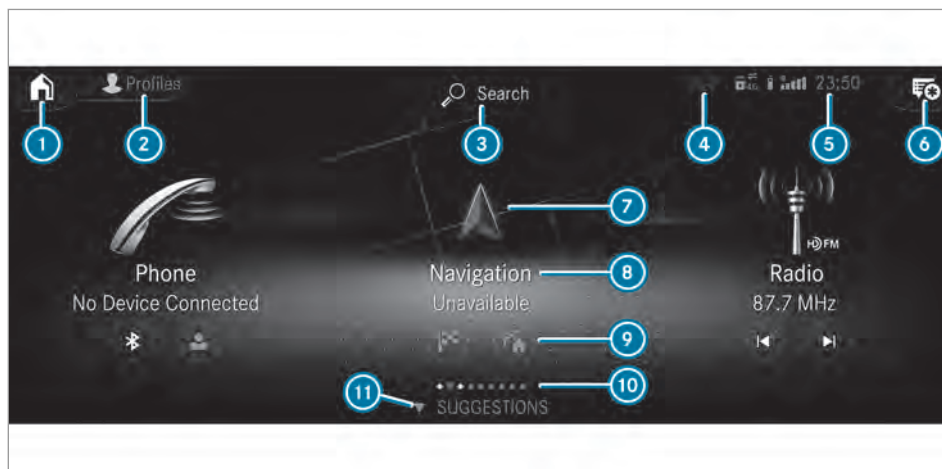 Profiles
Search
4G
23:50
1
2
3
4
5
6
7
HD FM
Phone
Navigation
8
Radio
No Device Connected
Unavailable
87.7 MHz
9
10
11
SUGGESTIONS